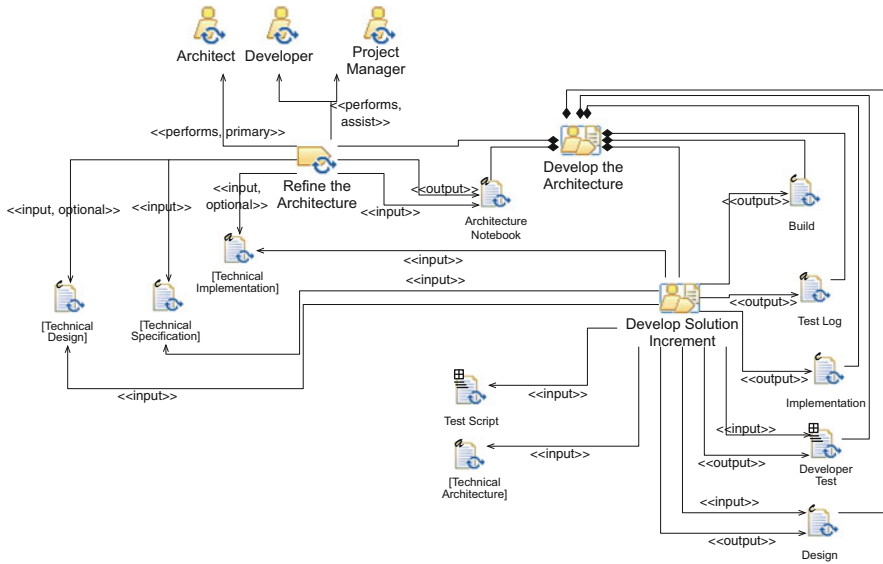 Architect Developer Project
Manager
<<performs, primary>>
<<performs,
assist>>
Refine the
Architecture
Develop the
Architecture
<<input, optional>>
<<input>>
<<input,
optional>>
<<output>>
<<input>>
a
Architecture
Notebook
<<output>>
c
Build
a
[Technical
Implementation]
<<input>>
<<input>>
c
[Technical
Design]
c
[Technical
Specification]
<<input>>
Develop Solution
Increment
<<output>>
a
Test Log
<<output>>
c
Implementation
<<input>>
Test Script
<<input>>
a
[Technical
Architecture]
<<input>>
<<output>>
Developer
Test
<<input>>
<<output>>
c
Design